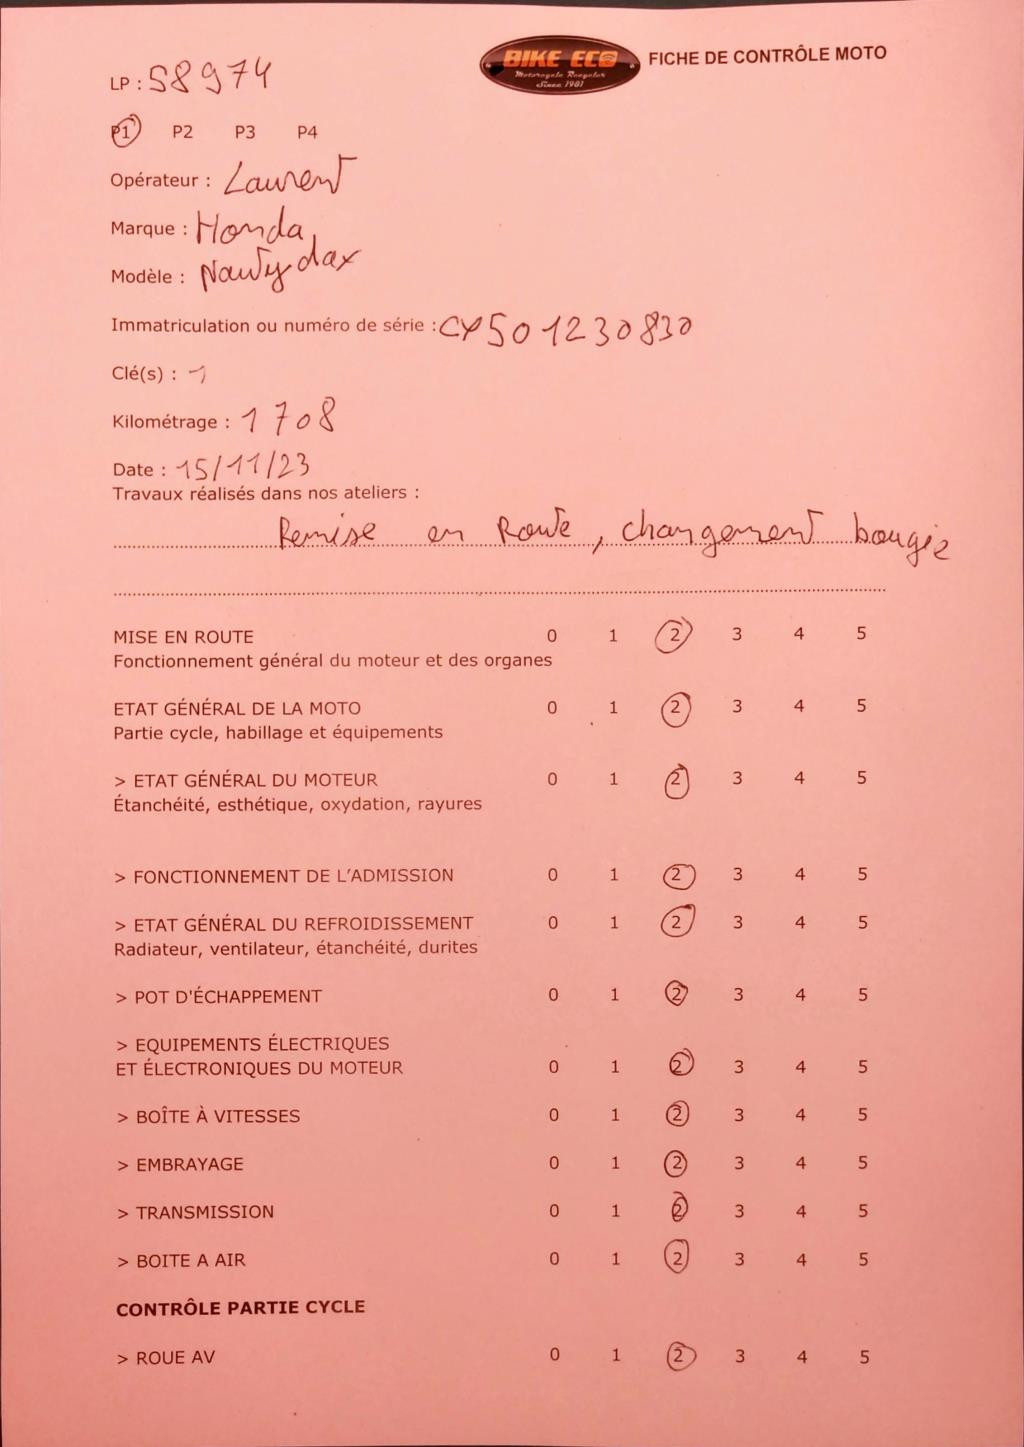 BIKE ECO
Motorcycle Recycler
Since 1981
FICHE DE CONTRÔLE MOTO
LP : 58974
P1 P2 P3 P4
Opérateur : Laurent
Marque : Honda
Modèle : Nauty dax
Immatriculation ou numéro de série : CY501230830
Clé(s) : 1
Kilométrage : 1708
Date : 15/11/23
Travaux réalisés dans nos ateliers :
Remise en Route, changement bougie
MISE EN ROUTE 0 1 2 3 4 5
Fonctionnement général du moteur et des organes
ETAT GÉNÉRAL DE LA MOTO 0 1 2 3 4 5
Partie cycle, habillage et équipements
> ETAT GÉNÉRAL DU MOTEUR 0 1 2 3 4 5
Étanchéité, esthétique, oxydation, rayures
> FONCTIONNEMENT DE L'ADMISSION 0 1 2 3 4 5
> ETAT GÉNÉRAL DU REFROIDISSEMENT 0 1 2 3 4 5
Radiateur, ventilateur, étanchéité, durites
> POT D'ÉCHAPPEMENT 0 1 2 3 4 5
> EQUIPEMENTS ÉLECTRIQUES
ET ÉLECTRONIQUES DU MOTEUR 0 1 2 3 4 5
> BOÎTE À VITESSES 0 1 2 3 4 5
> EMBRAYAGE 0 1 2 3 4 5
> TRANSMISSION 0 1 2 3 4 5
> BOITE A AIR 0 1 2 3 4 5
CONTRÔLE PARTIE CYCLE
> ROUE AV 0 1 2 3 4 5